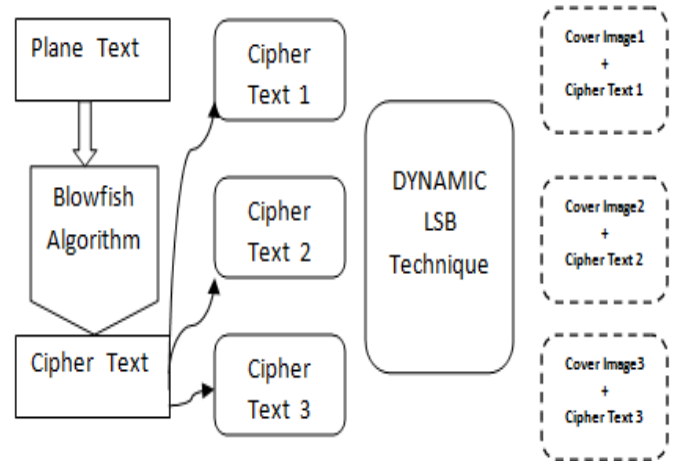 Plane Text
Blowfish
Algorithm
Cipher Text
Cipher
Text 1
Cipher
Text 2
Cipher
Text 3
DYNAMIC
LSB
Technique
Cover Image1
+
Cipher Text 1
Cover Image2
+
Cipher Text 2
Cover Image3
+
Cipher Text 3